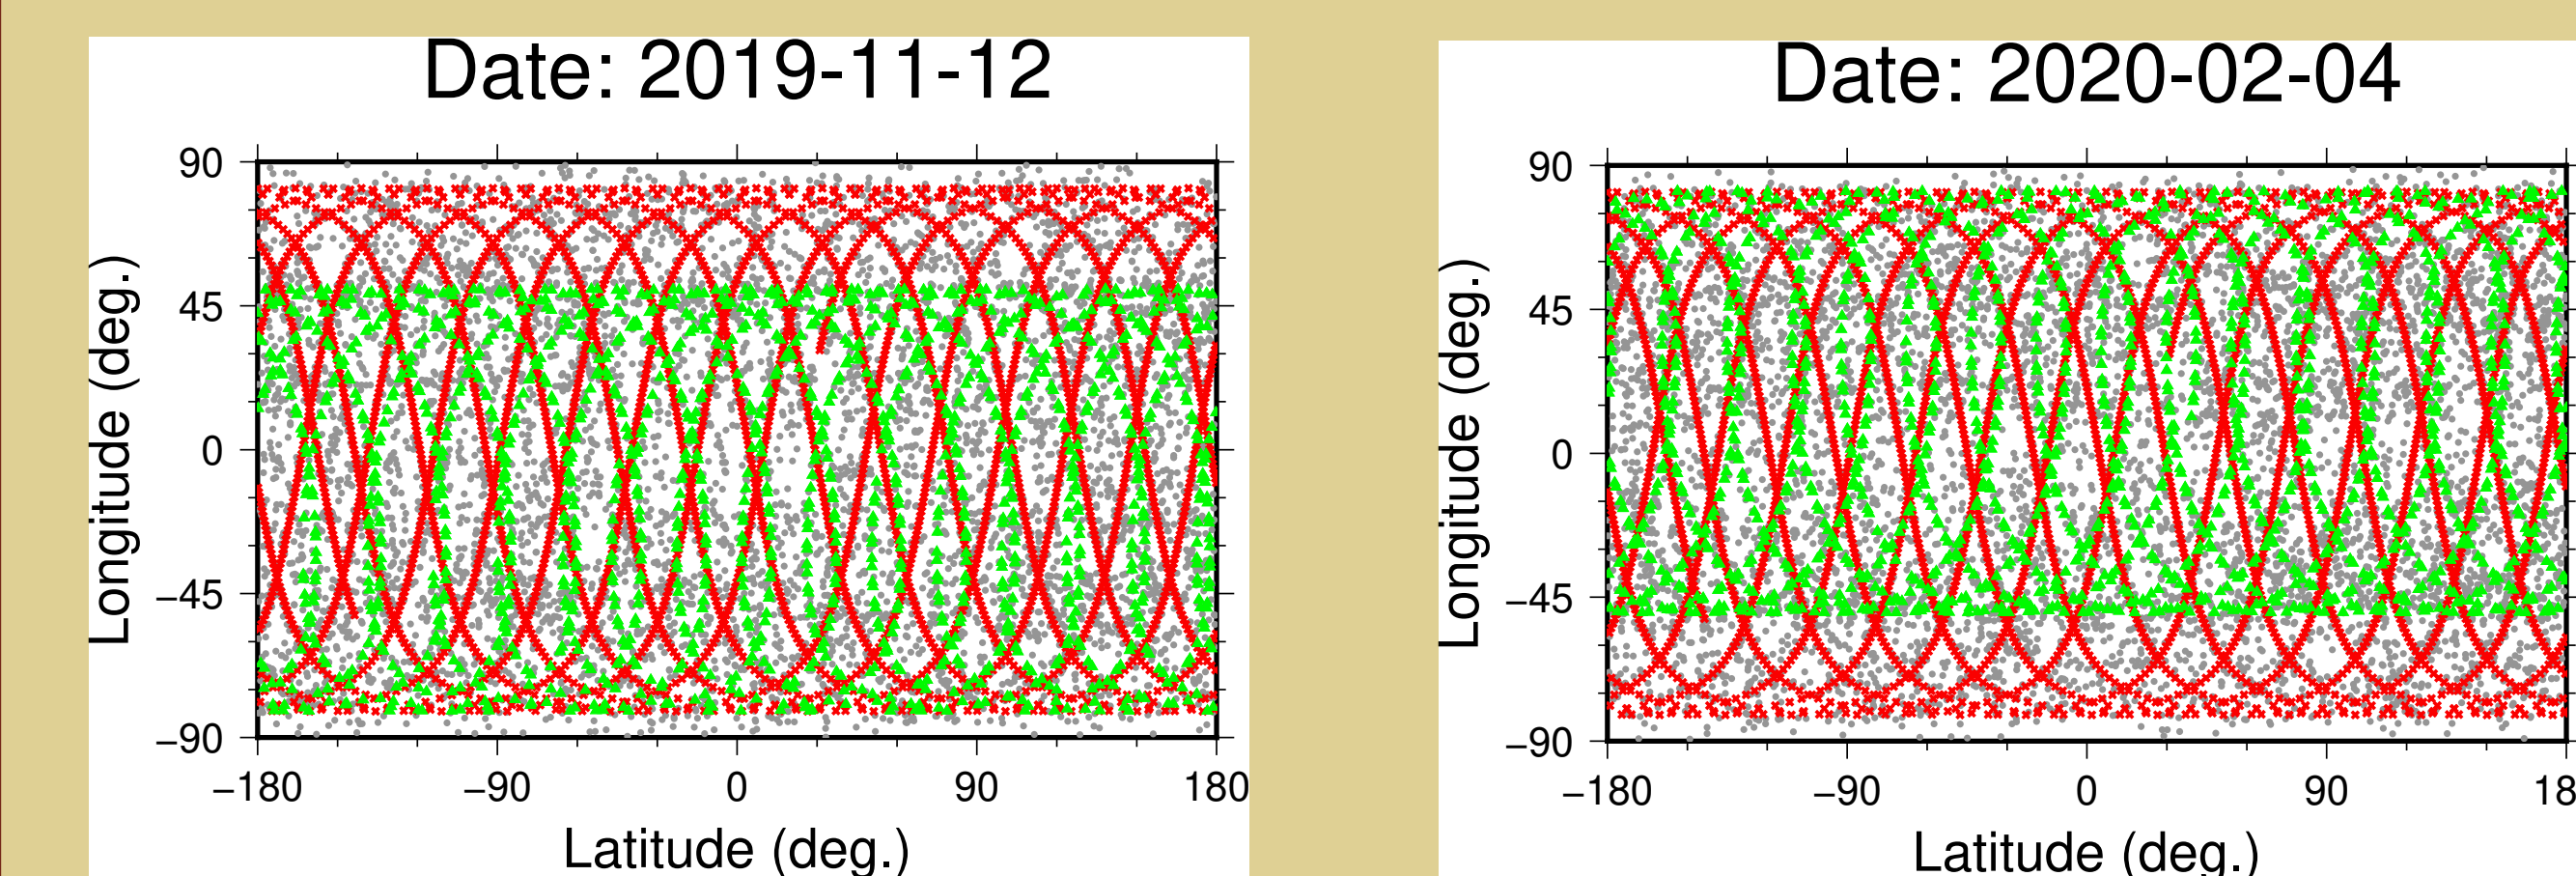 Date: 2019-11-12
90
45
0
−45
−90
Longitude (deg.)
−180 −90 0 90 180
Latitude (deg.)
Date: 2020-02-04
90
45
0
−45
−90
Longitude (deg.)
−180 −90 0 90 18
Latitude (deg.)